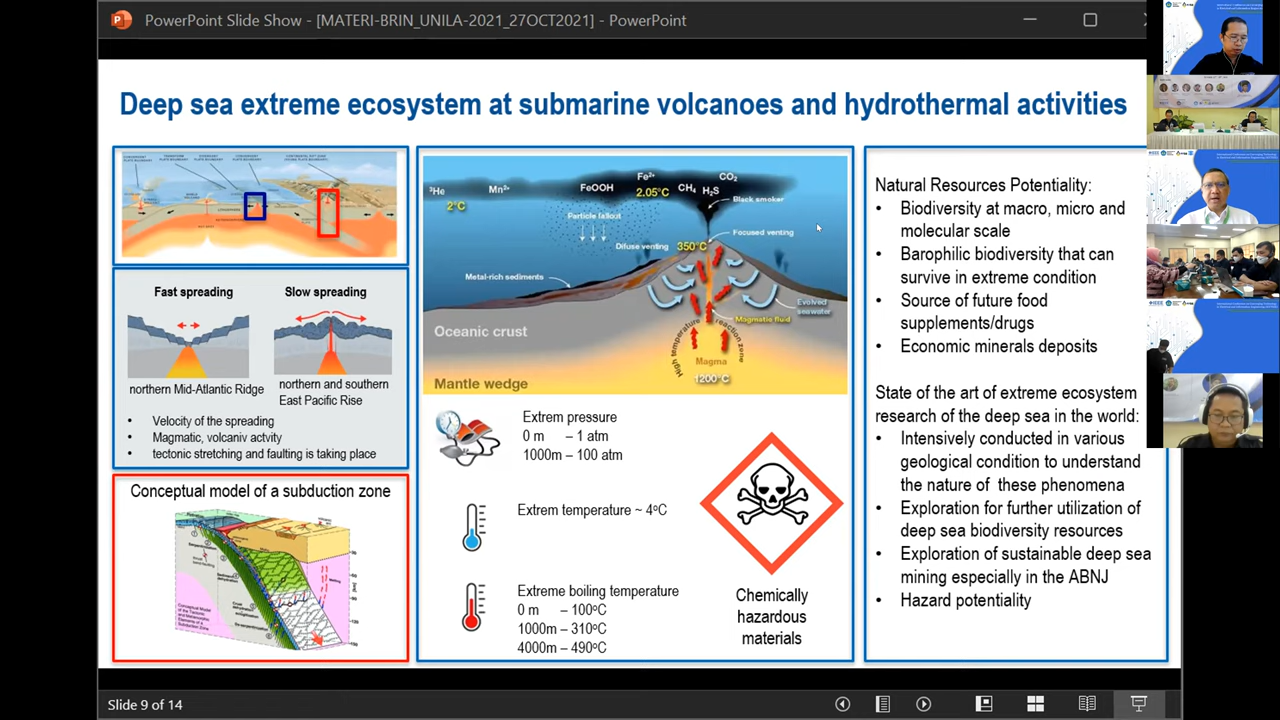 PowerPoint Slide Show - [MATERI-BRIN_UNILA-2021_27OCT2021] - PowerPoint
Deep sea extreme ecosystem at submarine volcanoes and hydrothermal activities
Fast spreading
Slow spreading
northern Mid-Atlantic Ridge
northern and southern
East Pacific Rise
• Velocity of the spreading
• Magmatic, volcaniv actvity
• tectonic stretching and faulting is taking place
Conceptual model of a subduction zone
³He
Mn²⁺
FeOOH
Fe²⁺
CH₄
H₂S
CO₂
2°C
2.05°C
Black smoker
Particle fallout
Focused venting
Difuse venting
350°C
Metal-rich sediments
Evolved
seawater
Oceanic crust
Magmatic fluid
High temperature reaction zone
Magma
1200°C
Mantle wedge
Extrem pressure
0 m – 1 atm
1000m – 100 atm
Extrem temperature ~ 4⁰C
Extreme boiling temperature
0 m – 100⁰C
1000m – 310⁰C
4000m – 490⁰C
Chemically
hazardous
materials
Natural Resources Potentiality:
• Biodiversity at macro, micro and
molecular scale
• Barophilic biodiversity that can
survive in extreme condition
• Source of future food
supplements/drugs
• Economic minerals deposits
State of the art of extreme ecosystem
research of the deep sea in the world:
• Intensively conducted in various
geological condition to understand
the nature of these phenomena
• Exploration for further utilization of
deep sea biodiversity resources
• Exploration of sustainable deep sea
mining especially in the ABNJ
• Hazard potentiality
Slide 9 of 14